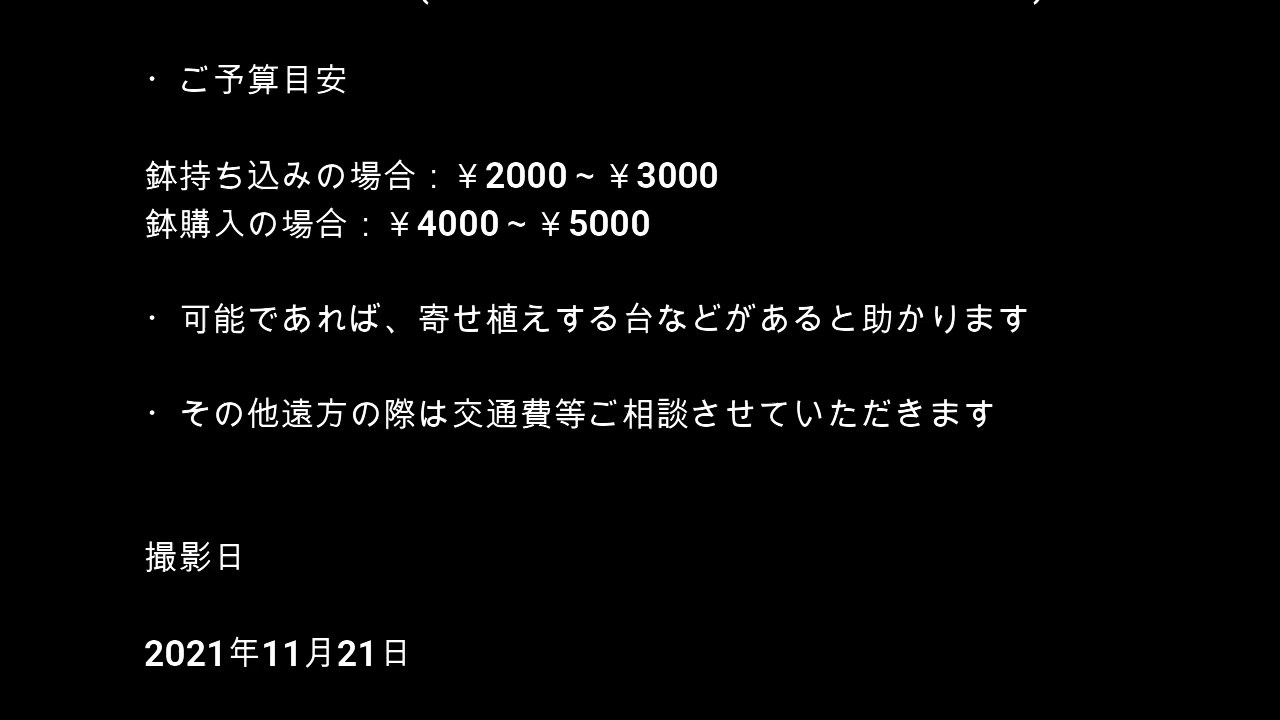 ・ご予算目安
鉢持ち込みの場合：￥2000~￥3000
鉢購入の場合：￥4000~￥5000
・可能であれば、寄せ植えする台などがあると助かります
・その他遠方の際は交通費等ご相談させていただきます
撮影日
2021年11月21日